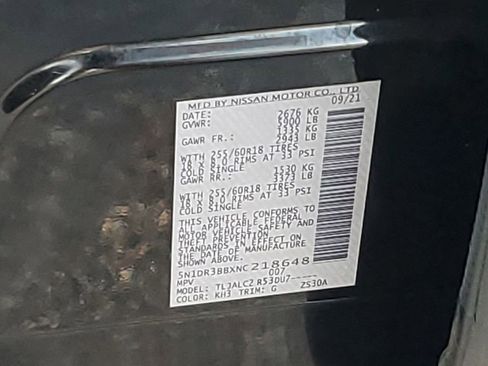 MFD BY NISSAN MOTOR CO., LTD
DATE: 09/21
GVWR: 2676 KG
5900 LB
GAWR FR.: 1335 KG
2943 LB
WITH 255/60R18 TIRES
18 X 8.0 RIMS AT 33 PSI
COLD SINGLE
GAWR RR.: 1530 KG
3373 LB
WITH 255/60R18 TIRES
18 X 8.0 RIMS AT 33 PSI
COLD SINGLE
THIS VEHICLE CONFORMS TO
ALL APPLICABLE FEDERAL
MOTOR VEHICLE SAFETY AND
THEFT PREVENTION
STANDARDS IN EFFECT ON
THE DATE OF MANUFACTURE
SHOWN ABOVE.
5N1DR3BBXNC218648
MPV 007
MODEL: TLJALC2 R53DU7-----
COLOR: KH3 TRIM: G ZS30A